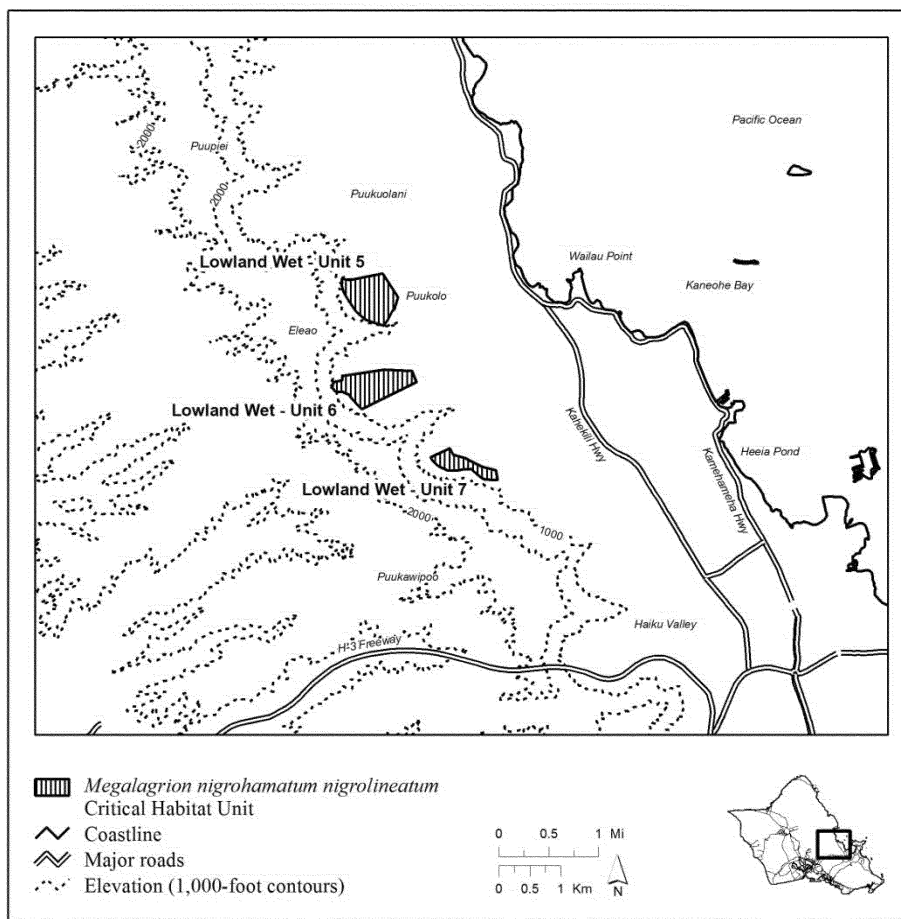 Pacific Ocean
2000
Puupiei
2000
Puukuolani
Lowland Wet - Unit 5
Wailau Point
Puukolo
Kaneohe Bay
Eleao
Lowland Wet - Unit 6
Kahekili Hwy
Kamehameha Hwy
Heeia Pond
Lowland Wet - Unit 7
2000
1000
Puukawipoo
Haiku Valley
H-3 Freeway
Megalagrion nigrohamatum nigrolineatum
Critical Habitat Unit
Coastline
Major roads
Elevation (1,000-foot contours)
0 0.5 1 Mi
0 0.5 1 Km
N